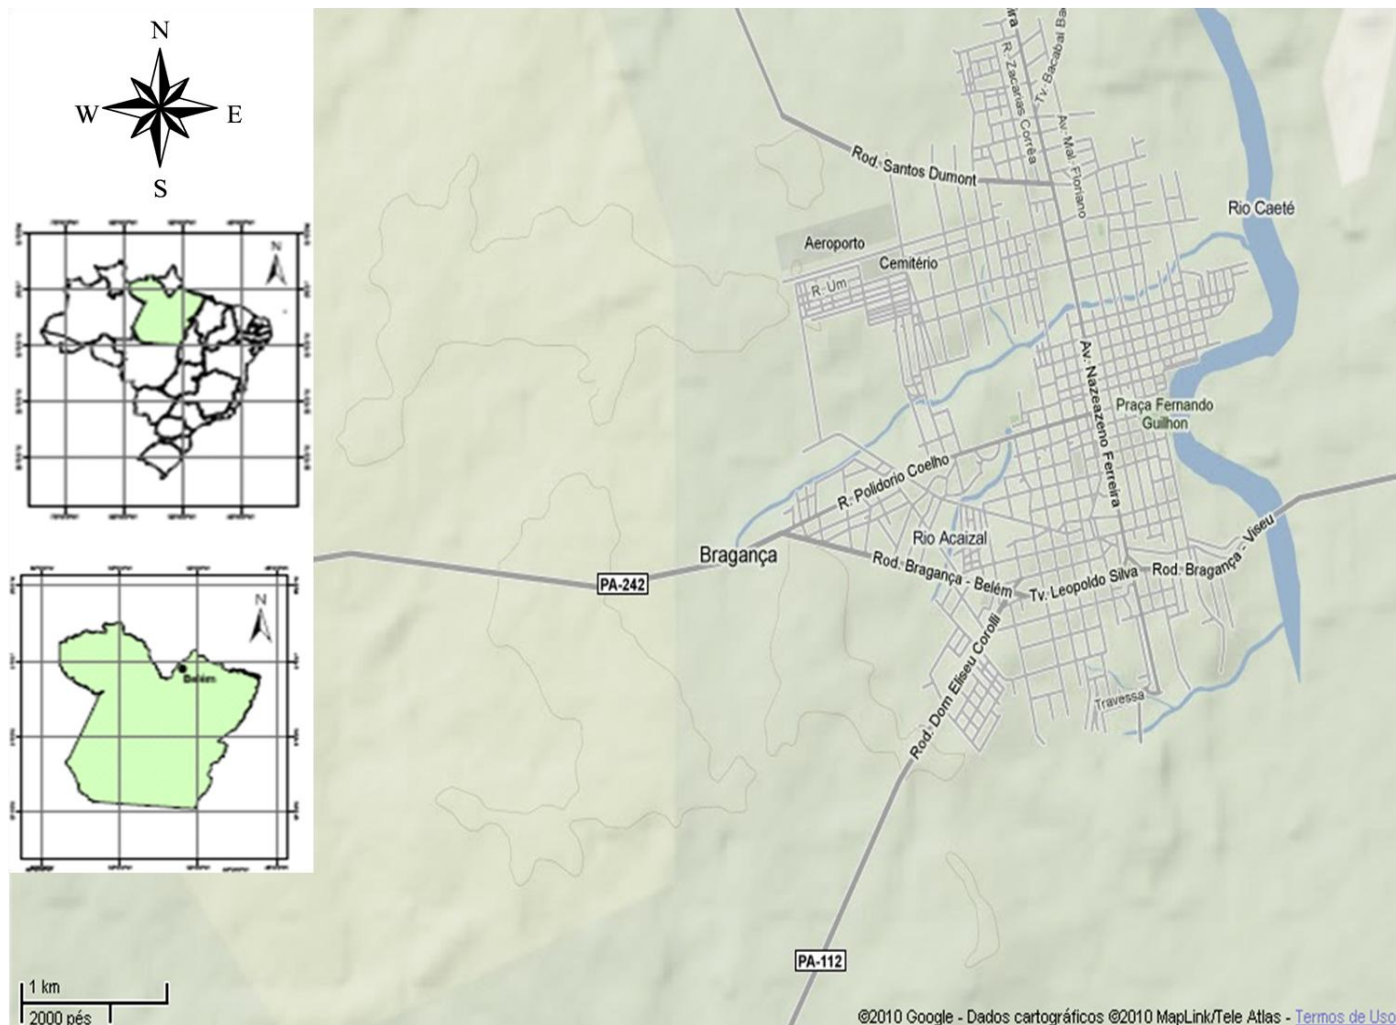 N
W
E
S
N
N
Belém
1 km
2000 pés
ira
R. Zacarias Corrêa
Tv. Bacabal Ba
Av. Mal. Floriano
Rod. Santos Dumont
Rio Caeté
Aeroporto
Cemitério
R. Um
Av. Nazeazeno Ferreira
Praça Fernando
Guilhon
R. Polidorio Coelho
Rio Acaizal
Bragança
PA-242
Rod. Bragança - Belém
Tv. Leopoldo Silva
Rod. Bragança - Viseu
Rod. Dom Eliseu Corolli
Travessa
PA-112
©2010 Google - Dados cartográficos ©2010 MapLink/Tele Atlas - Termos de Uso